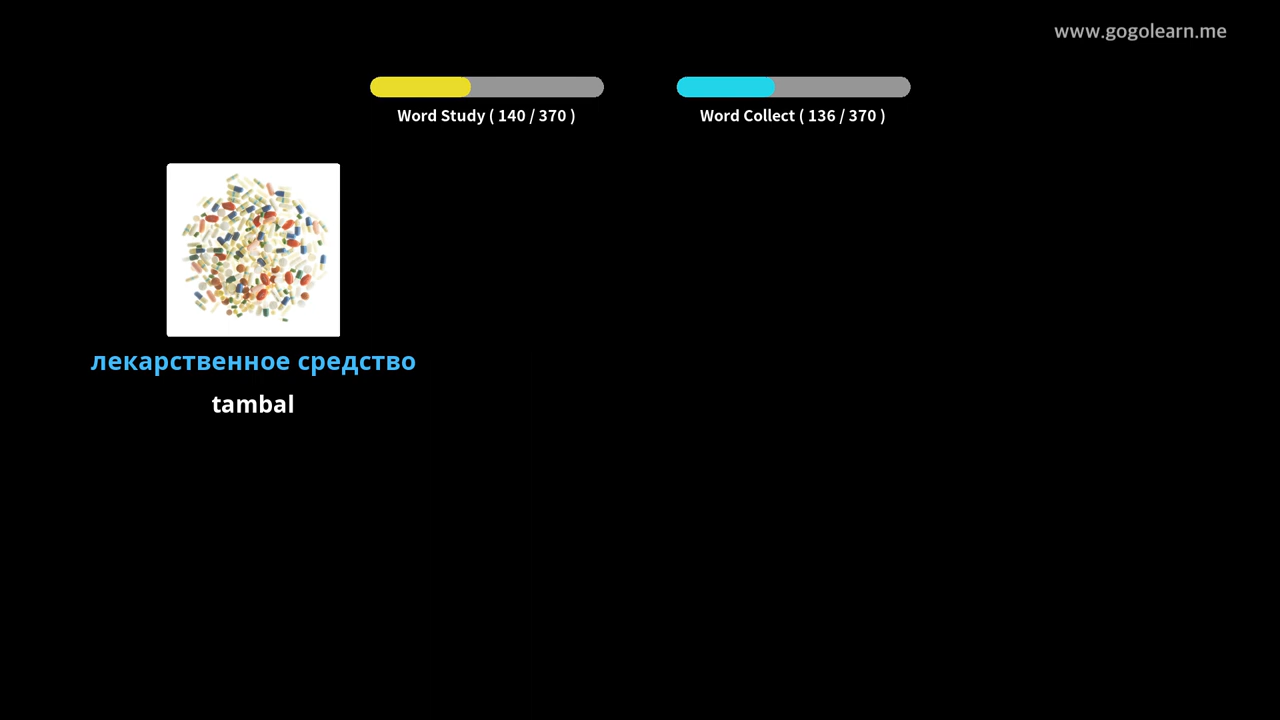 www.gogolearn.me
Word Study ( 140 / 370 )
Word Collect ( 136 / 370 )
лекарственное средство
tambal